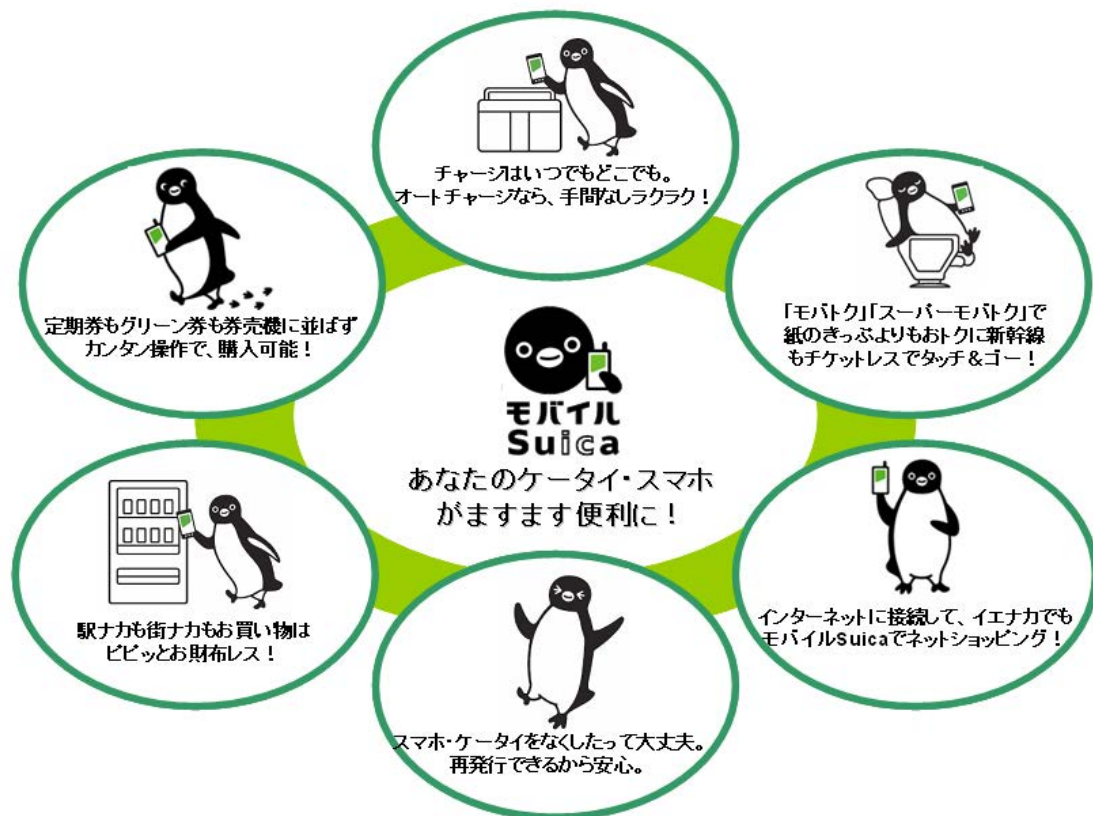 チャージはいつでもどこでも。
オートチャージなら、手間なしラクラク！
定期券もグリーン券も券売機に並ばず
カンタン操作で、購入可能！
「モバトク」「スーパーモバトク」で
紙のきっぷよりもおトクに新幹線
もチケットレスでタッチ＆ゴー！
モバイル
Suica
あなたのケータイ・スマホ
がますます便利に！
駅ナカも街ナカもお買い物は
ピピッとお財布レス！
インターネットに接続して、イエナカでも
モバイルSuicaでネットショッピング！
スマホ・ケータイをなくしたって大丈夫。
再発行できるから安心。